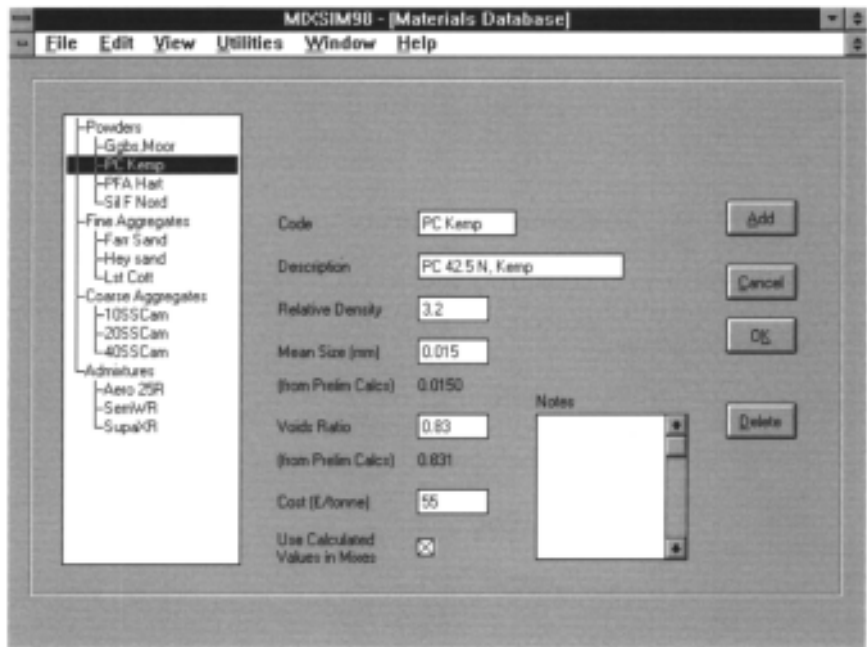 MIXSIM98 - [Materials Database]
File Edit View Utilities Window Help
Powders
Ggbs.Moor
PC Kemp
PFA Hart
Sil F Nord
Fine Aggregates
Farr Sand
Hey sand
Lst Cott
Coarse Aggregates
10SSCam
20SSCam
40SSCam
Admixtures
Aero 25R
SemWR
SupaXR
Code PC Kemp
Description PC 42.5 N, Kemp
Relative Density 3.2
Mean Size (mm) 0.015
(from Prelim Calcs) 0.0150
Voids Ratio 0.83
(from Prelim Calcs) 0.831
Cost (£/tonne) 55
Use Calculated
Values in Mixes
Notes
Add
Cancel
OK
Delete